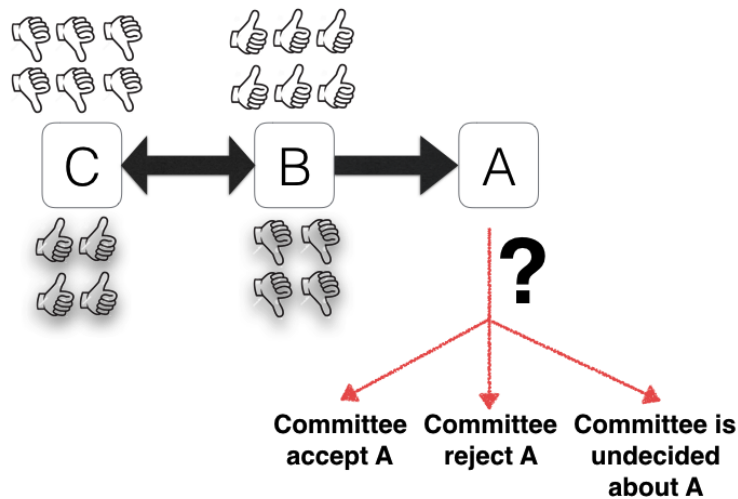 C
B
A
?
Committee
accept A
Committee
reject A
Committee is
undecided
about A